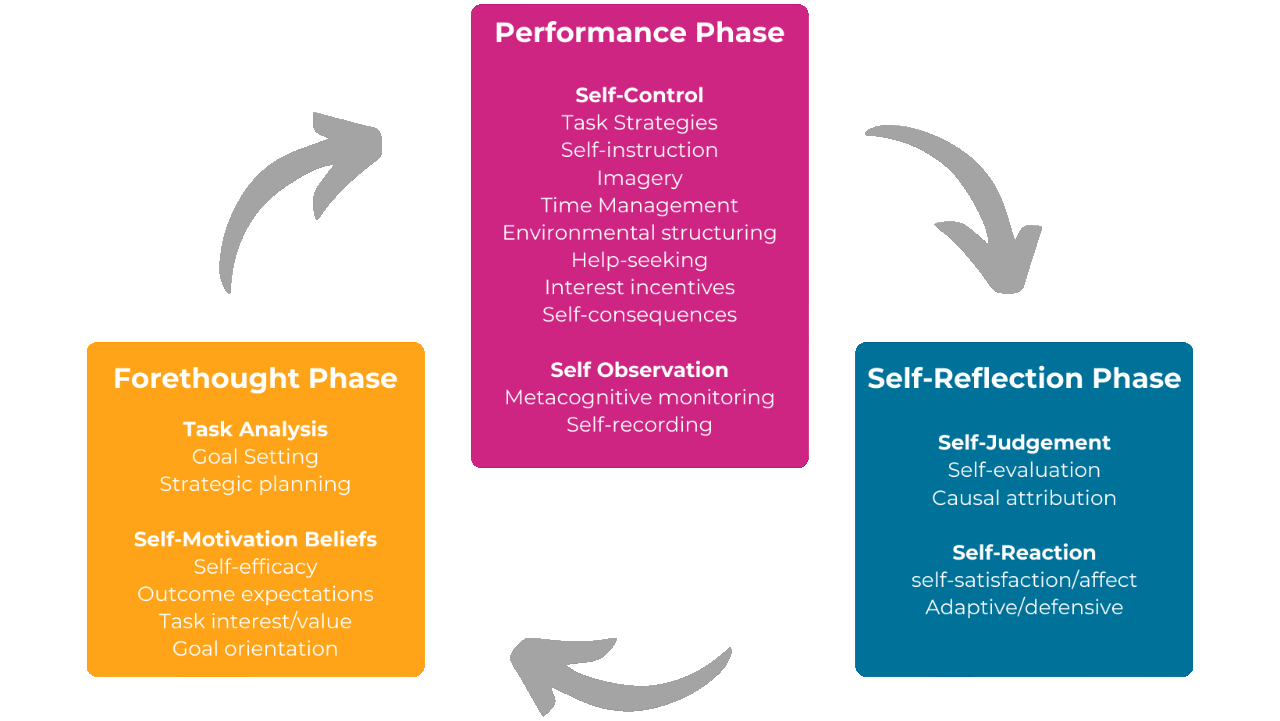 Performance Phase
Self-Control
Task Strategies
Self-instruction
Imagery
Time Management
Environmental structuring
Help-seeking
Interest incentives
Self-consequences
Self Observation
Metacognitive monitoring
Self-recording
Forethought Phase
Task Analysis
Goal Setting
Strategic planning
Self-Motivation Beliefs
Self-efficacy
Outcome expectations
Task interest/value
Goal orientation
Self-Reflection Phase
Self-Judgement
Self-evaluation
Causal attribution
Self-Reaction
self-satisfaction/affect
Adaptive/defensive